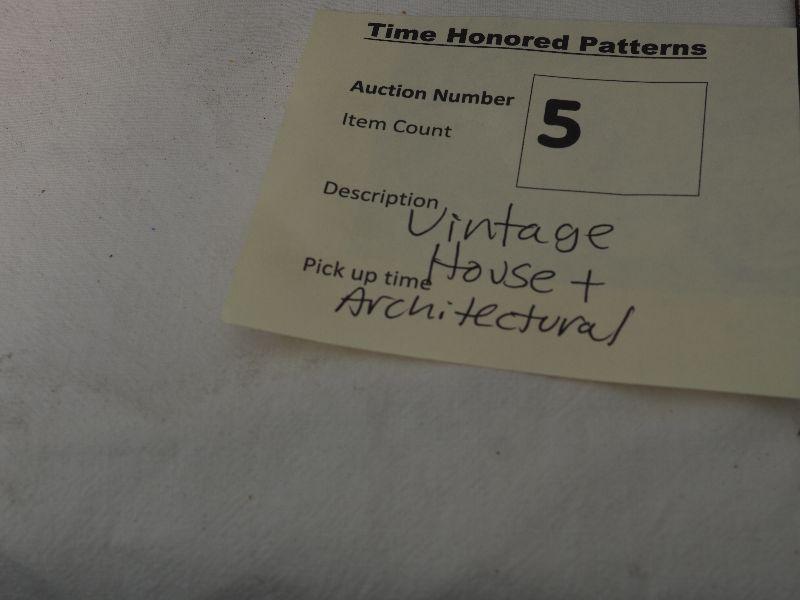 Time Honored Patterns
Auction Number 5
Item Count
Description
Vintage
House +
Pick up time
Architectural